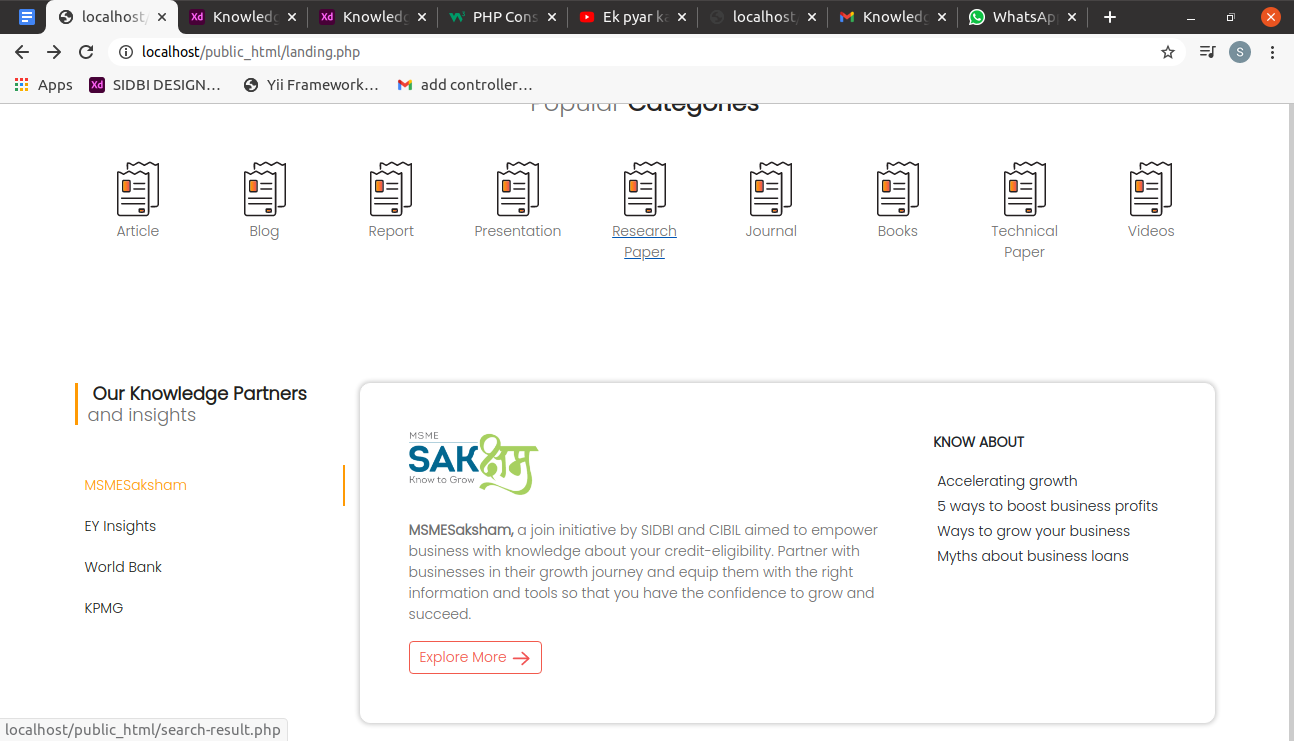 localhost/ Knowledg Knowledg PHP Cons Ek pyar ka localhost/ Knowledg WhatsApp
localhost/public_html/landing.php S
Apps Xd SIDBI DESIGN... Yii Framework... add controller...
Popular Categories
Article Blog Report Presentation Research Paper Journal Books Technical Paper Videos
Our Knowledge Partners
and insights
MSMESaksham
EY Insights
World Bank
KPMG
MSME
SAKक्षम
Know to Grow
MSMESaksham, a join initiative by SIDBI and CIBIL aimed to empower
business with knowledge about your credit-eligibility. Partner with
businesses in their growth journey and equip them with the right
information and tools so that you have the confidence to grow and
succeed.
Explore More
KNOW ABOUT
Accelerating growth
5 ways to boost business profits
Ways to grow your business
Myths about business loans
localhost/public_html/search-result.php